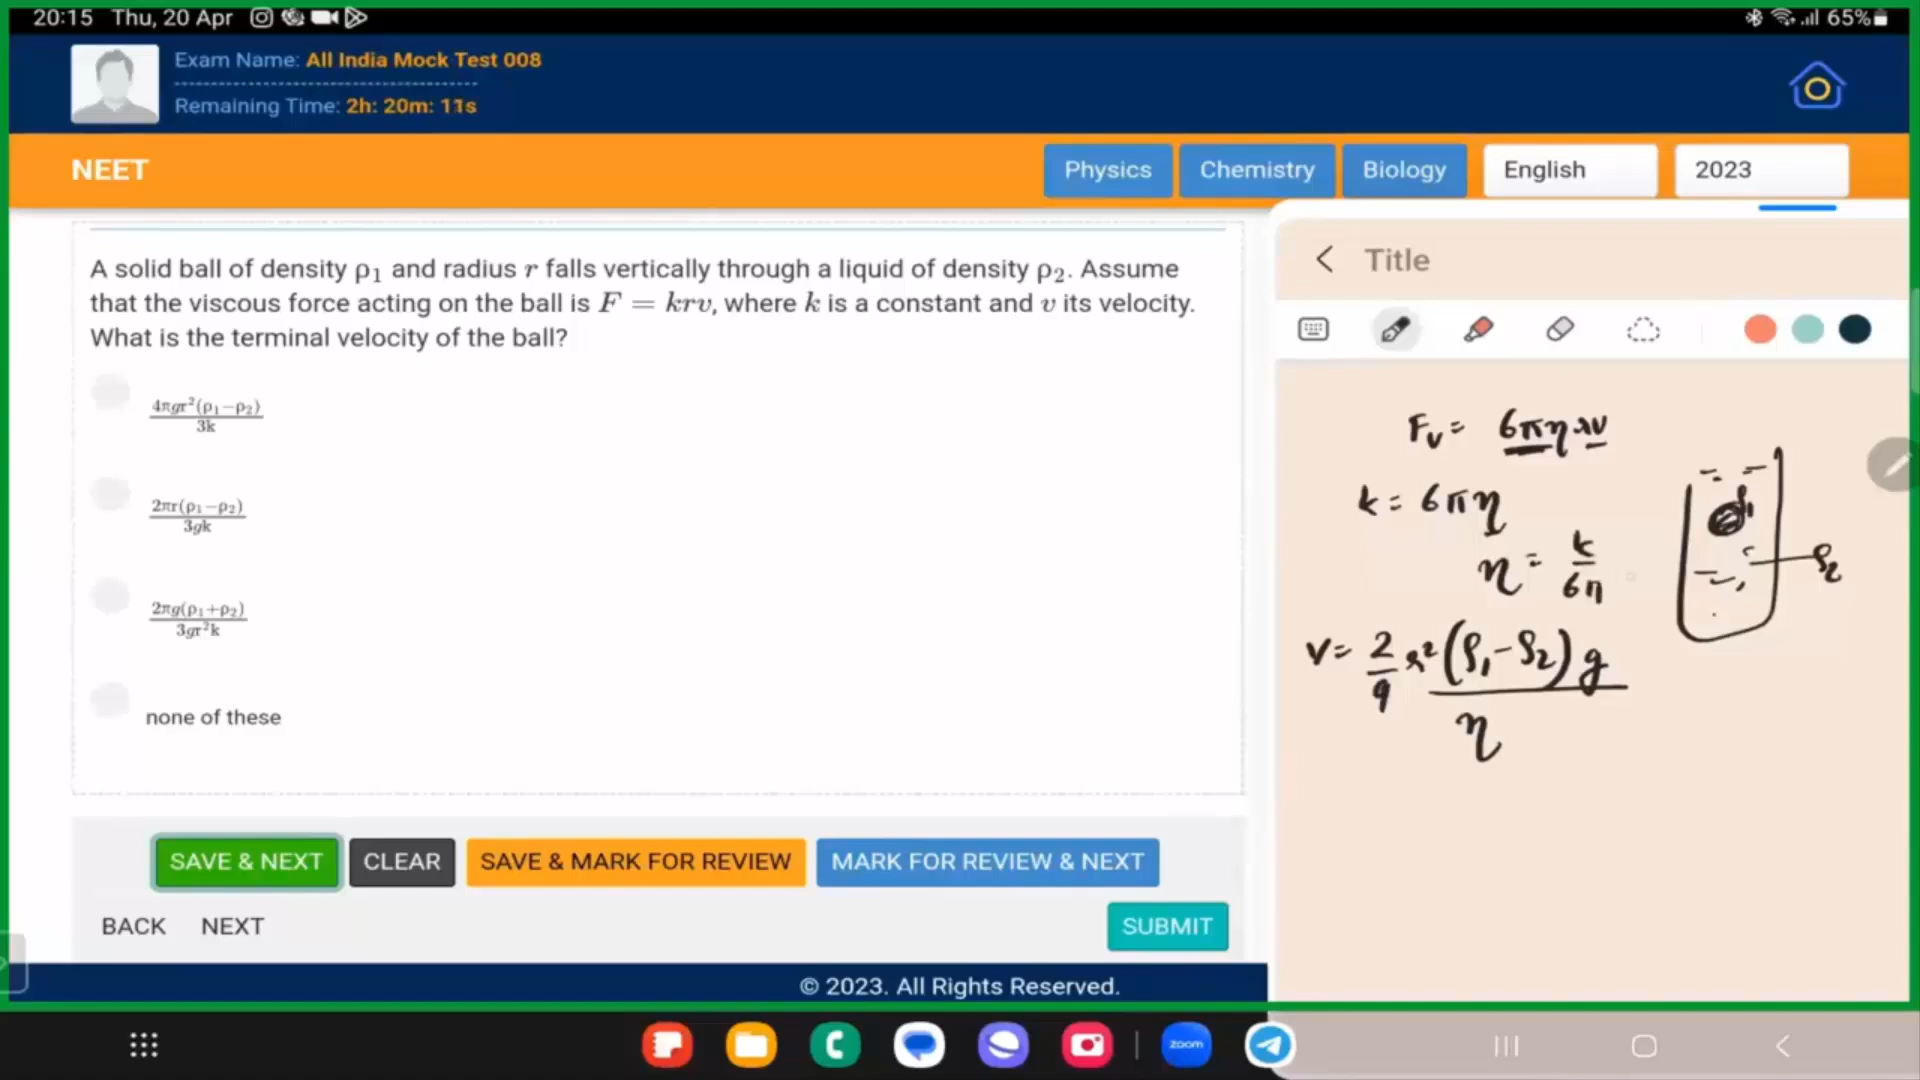 20:15 Thu, 20 Apr
65%
Exam Name: All India Mock Test 008
Remaining Time: 2h: 20m: 11s
NEET
Physics
Chemistry
Biology
English
2023
A solid ball of density ρ₁ and radius r falls vertically through a liquid of density ρ₂. Assume
that the viscous force acting on the ball is F = krv, where k is a constant and v its velocity.
What is the terminal velocity of the ball?
4πgr²(ρ₁−ρ₂)
3k
2πr(ρ₁−ρ₂)
3gk
2πg(ρ₁+ρ₂)
3gr²k
none of these
SAVE & NEXT
CLEAR
SAVE & MARK FOR REVIEW
MARK FOR REVIEW & NEXT
BACK
NEXT
SUBMIT
© 2023. All Rights Reserved.
Title
Fv = 6πη rv
k = 6πη
η = k/6π
ρ₁
ρ₂
v = 2/9 r² (ρ₁-ρ₂) g
η
zoom